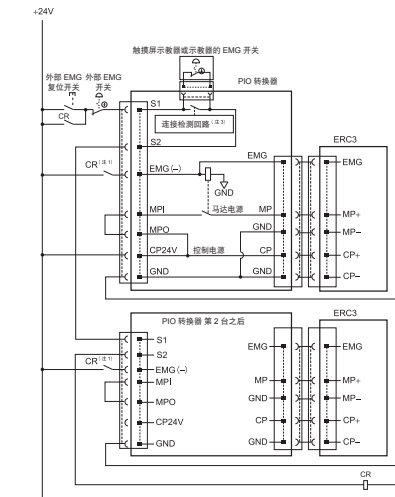 +24V
触摸屏示教器或示教器的 EMG 开关
外部 EMG 外部 EMG
复位开关 开关
PIO 转换器
S1
CR
连接检测回路（注 3）
S2
ERC3
EMG
EMG
CR（注 1）
EMG(−)
GND
MPI
马达电源
MP
MP+
MPO
GND
MP−
CP24V
控制电源
CP
CP+
GND
GND
CP−
PIO 转换器 第 2 台之后
ERC3
S1
EMG
EMG
S2
CR（注 1）
EMG(−)
MPI
MP
MP+
MPO
GND
MP−
CP24V
CP
CP+
GND
GND
CP−
CR